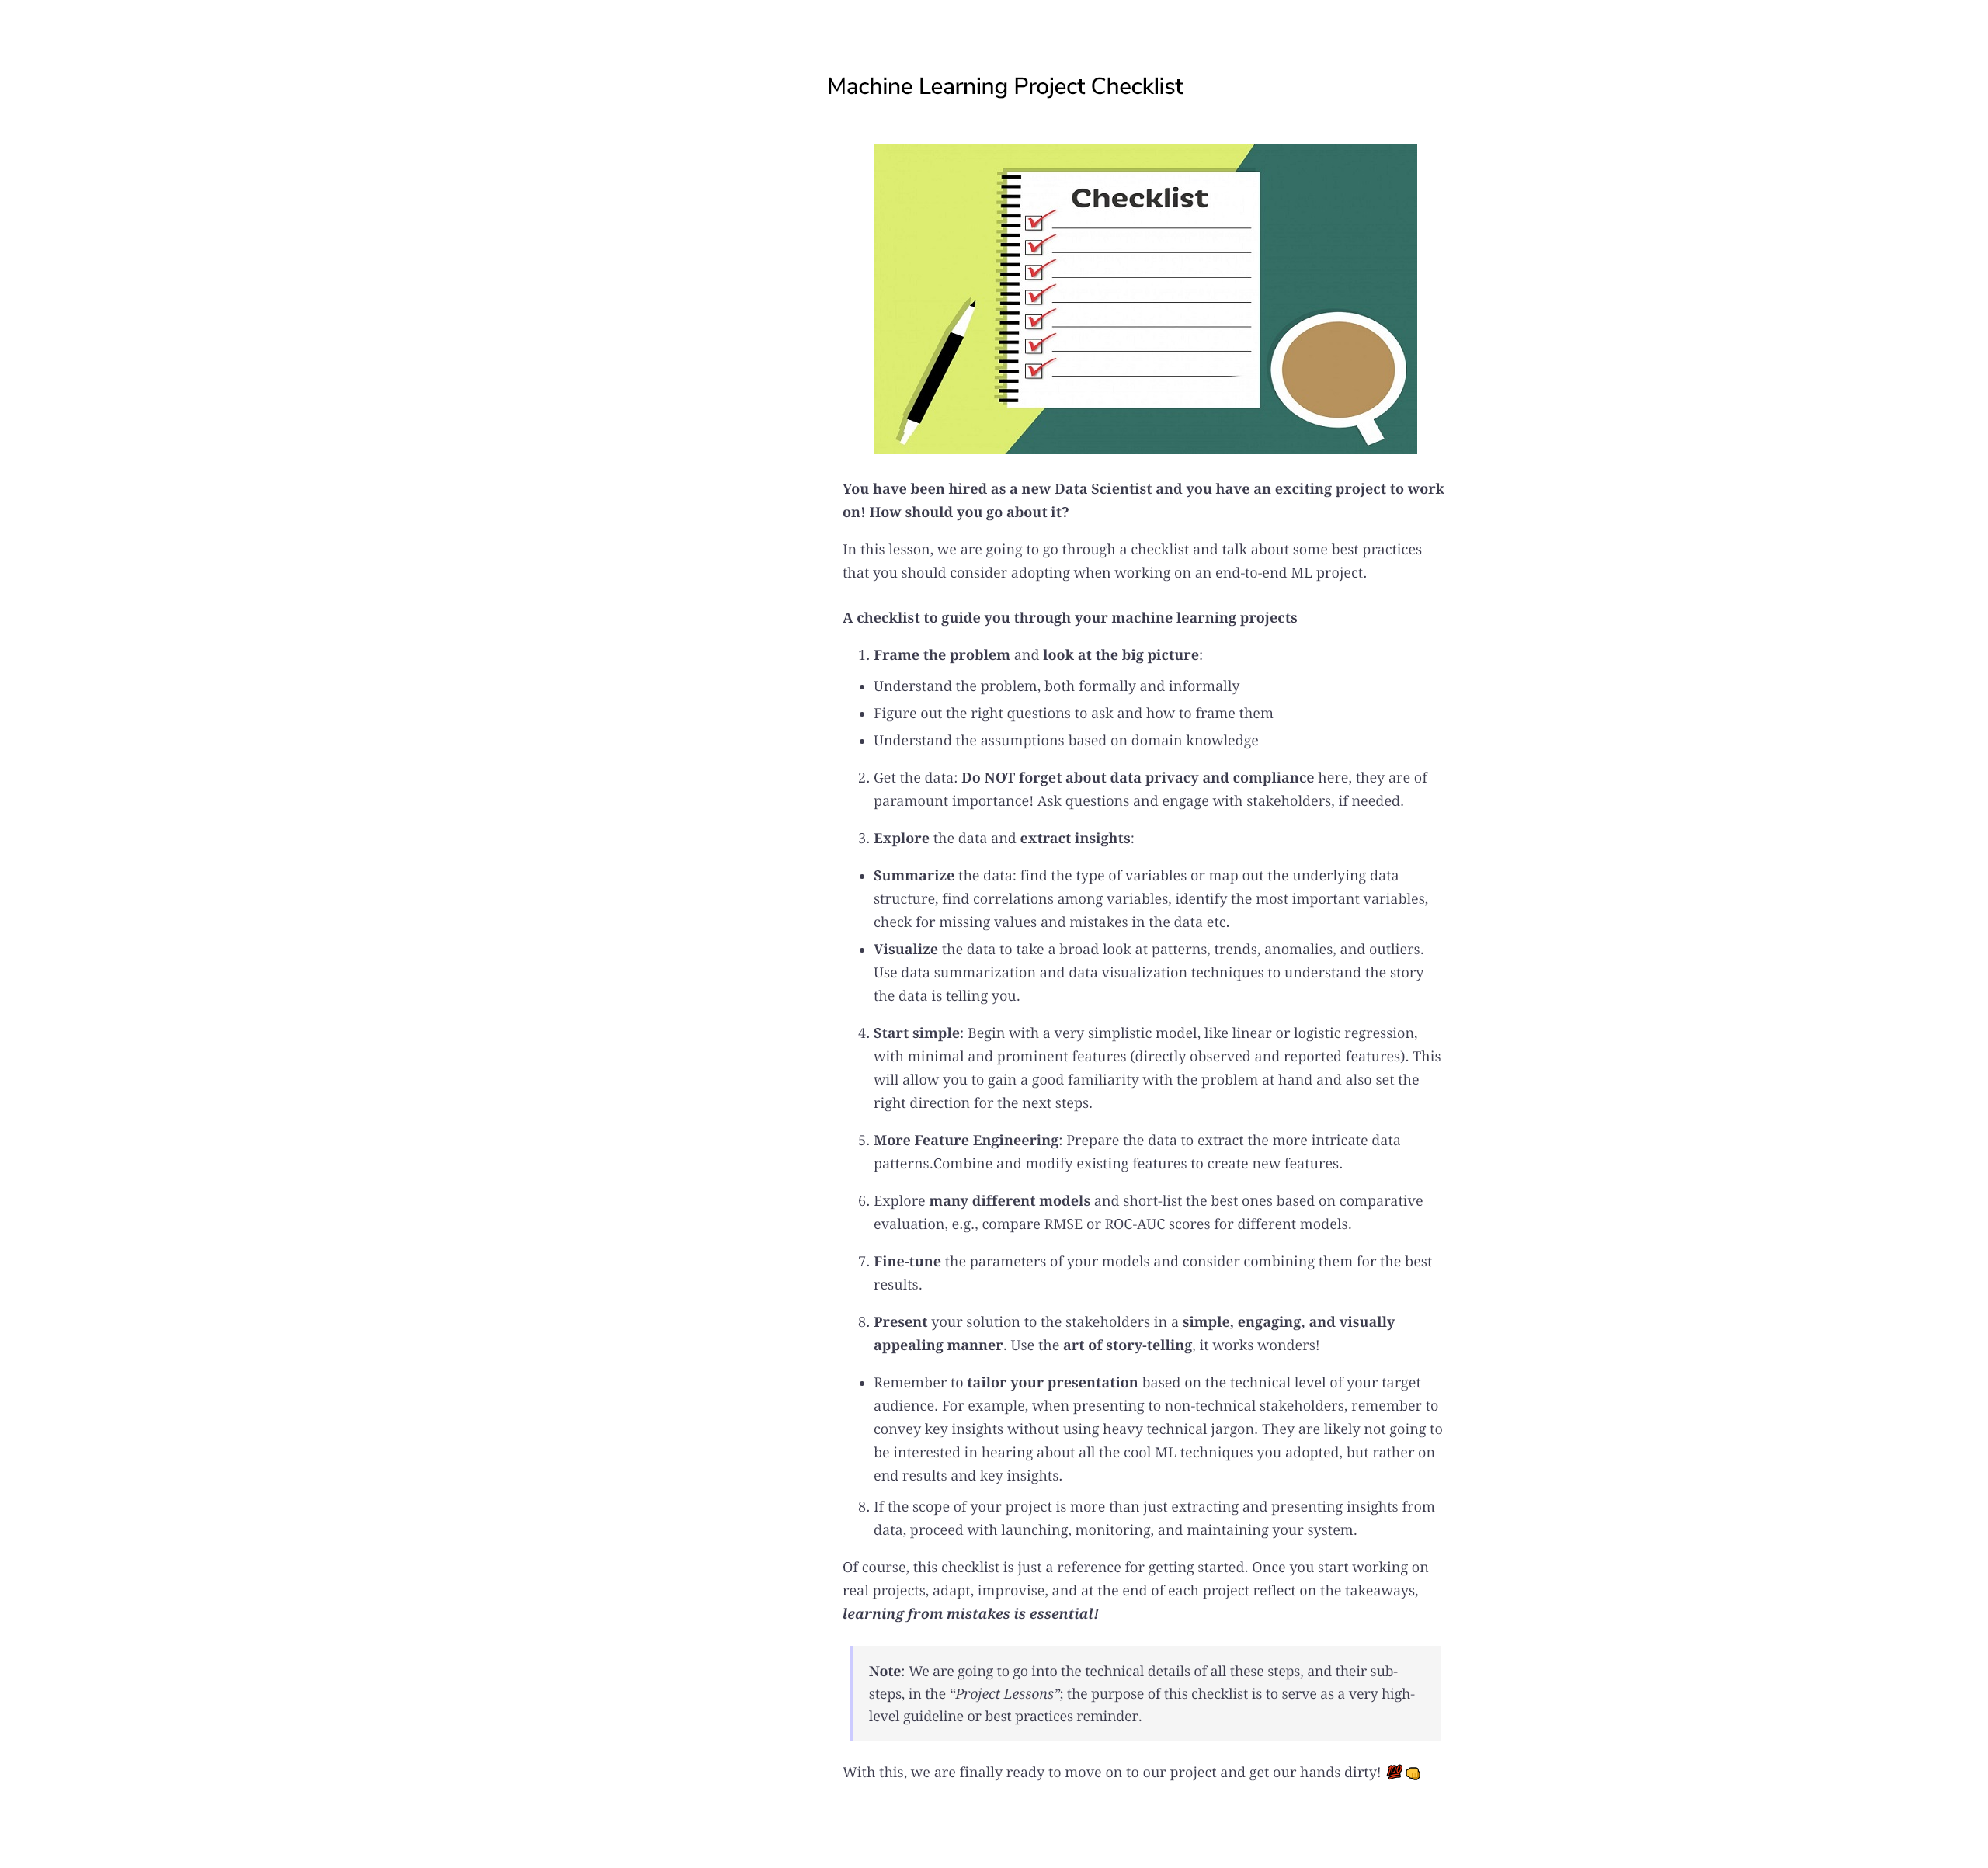 Machine Learning Project Checklist
Checklist
You have been hired as a new Data Scientist and you have an exciting project to work
on! How should you go about it?
In this lesson, we are going to go through a checklist and talk about some best practices
that you should consider adopting when working on an end-to-end ML project.
A checklist to guide you through your machine learning projects
1. Frame the problem and look at the big picture:
• Understand the problem, both formally and informally
• Figure out the right questions to ask and how to frame them
• Understand the assumptions based on domain knowledge
2. Get the data: Do NOT forget about data privacy and compliance here, they are of
paramount importance! Ask questions and engage with stakeholders, if needed.
3. Explore the data and extract insights:
• Summarize the data: find the type of variables or map out the underlying data
structure, find correlations among variables, identify the most important variables,
check for missing values and mistakes in the data etc.
• Visualize the data to take a broad look at patterns, trends, anomalies, and outliers.
Use data summarization and data visualization techniques to understand the story
the data is telling you.
4. Start simple: Begin with a very simplistic model, like linear or logistic regression,
with minimal and prominent features (directly observed and reported features). This
will allow you to gain a good familiarity with the problem at hand and also set the
right direction for the next steps.
5. More Feature Engineering: Prepare the data to extract the more intricate data
patterns.Combine and modify existing features to create new features.
6. Explore many different models and short-list the best ones based on comparative
evaluation, e.g., compare RMSE or ROC-AUC scores for different models.
7. Fine-tune the parameters of your models and consider combining them for the best
results.
8. Present your solution to the stakeholders in a simple, engaging, and visually
appealing manner. Use the art of story-telling, it works wonders!
• Remember to tailor your presentation based on the technical level of your target
audience. For example, when presenting to non-technical stakeholders, remember to
convey key insights without using heavy technical jargon. They are likely not going to
be interested in hearing about all the cool ML techniques you adopted, but rather on
end results and key insights.
8. If the scope of your project is more than just extracting and presenting insights from
data, proceed with launching, monitoring, and maintaining your system.
Of course, this checklist is just a reference for getting started. Once you start working on
real projects, adapt, improvise, and at the end of each project reflect on the takeaways,
learning from mistakes is essential!
Note: We are going to go into the technical details of all these steps, and their sub-
steps, in the “Project Lessons”; the purpose of this checklist is to serve as a very high-
level guideline or best practices reminder.
With this, we are finally ready to move on to our project and get our hands dirty! 💯👊